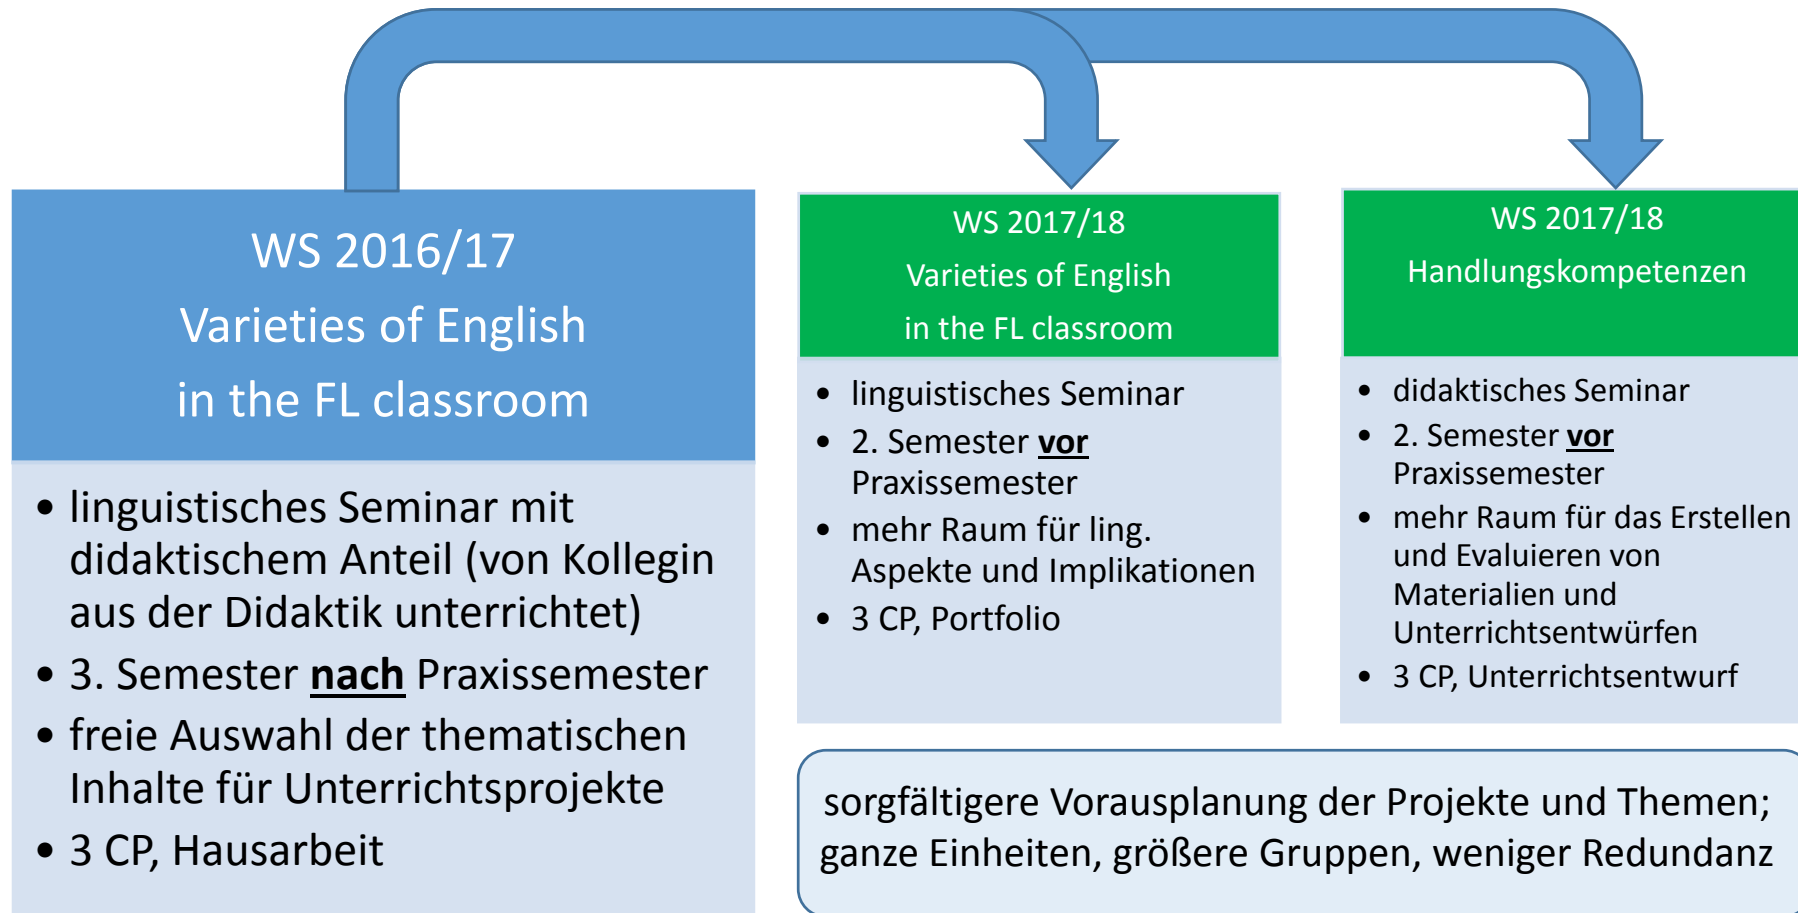 WS 2016/17
Varieties of English
in the FL classroom
• linguistisches Seminar mit
didaktischem Anteil (von Kollegin
aus der Didaktik unterrichtet)
• 3. Semester nach Praxissemester
• freie Auswahl der thematischen
Inhalte für Unterrichtsprojekte
• 3 CP, Hausarbeit
WS 2017/18
Varieties of English
in the FL classroom
• linguistisches Seminar
• 2. Semester vor
Praxissemester
• mehr Raum für ling.
Aspekte und Implikationen
• 3 CP, Portfolio
WS 2017/18
Handlungskompetenzen
• didaktisches Seminar
• 2. Semester vor
Praxissemester
• mehr Raum für das Erstellen
und Evaluieren von
Materialien und
Unterrichtsentwürfen
• 3 CP, Unterrichtsentwurf
sorgfältigere Vorausplanung der Projekte und Themen;
ganze Einheiten, größere Gruppen, weniger Redundanz